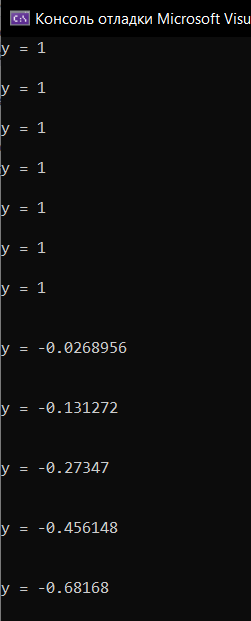 C:\ Консоль отладки Microsoft Visu
y = 1
y = 1
y = 1
y = 1
y = 1
y = 1
y = 1
y = -0.0268956
y = -0.131272
y = -0.27347
y = -0.456148
y = -0.68168